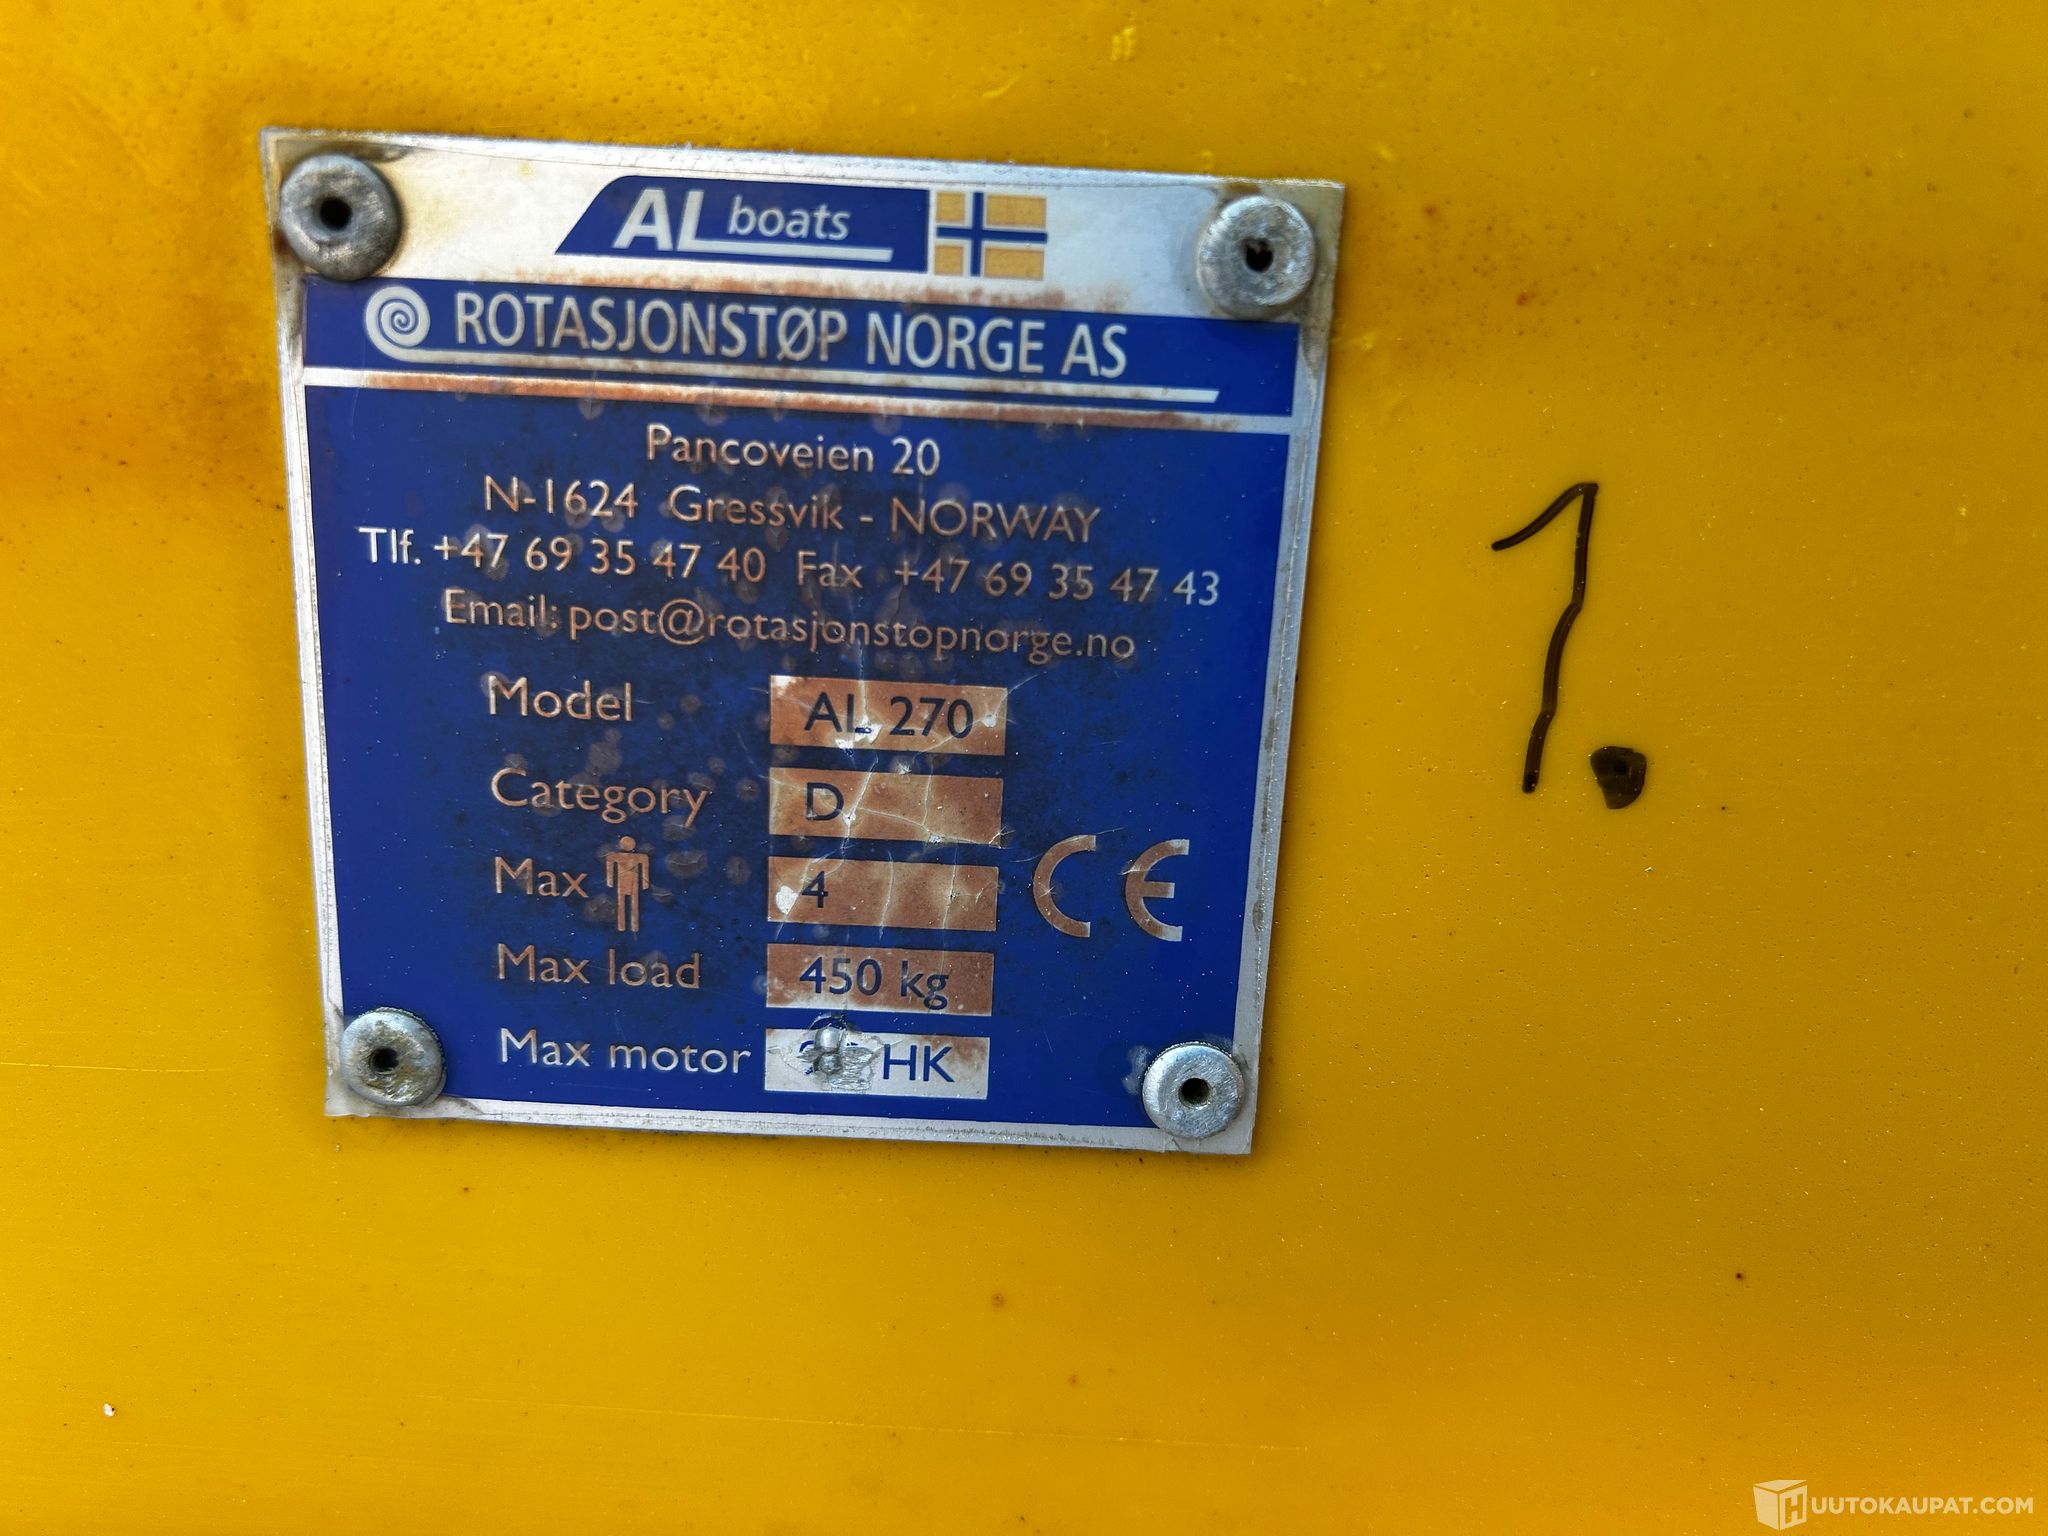 AL boats
ROTASJONSTØP NORGE AS
Pancoveien 20
N-1624 Gressvik - NORWAY
Tlf. +47 69 35 47 40 Fax +47 69 35 47 43
Email: post@rotasjonstopnorge.no
Model AL 270
Category D
Max 4
CE
Max load 450 kg
Max motor HK
1.
HUUTOKAUPAT.COM